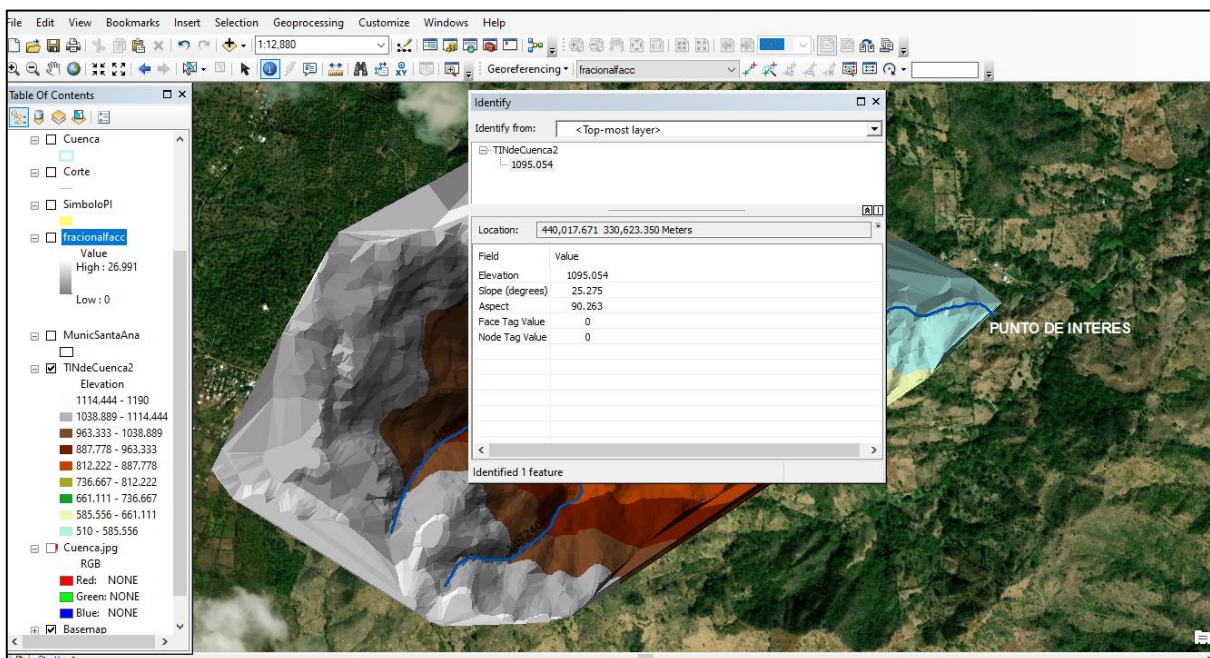 File Edit View Bookmarks Insert Selection Geoprocessing Customize Windows Help
1:12,880
Georeferencing fracionalfacc
Table Of Contents
Cuenca
Corte
SimboloPI
fracionalfacc
Value
High : 26.991
Low : 0
MunicSantaAna
TINdeCuenca2
Elevation
1114.444 - 1190
1038.889 - 1114.444
963.333 - 1038.889
887.778 - 963.333
812.222 - 887.778
736.667 - 812.222
661.111 - 736.667
585.556 - 661.111
510 - 585.556
Cuenca.jpg
RGB
Red: NONE
Green: NONE
Blue: NONE
Basemap
Identify
Identify from: <Top-most layer>
TINdeCuenca2
1095.054
Location: 440,017.671 330,623.350 Meters
Field Value
Elevation 1095.054
Slope (degrees) 25.275
Aspect 90.263
Face Tag Value 0
Node Tag Value 0
Identified 1 feature
PUNTO DE INTERES